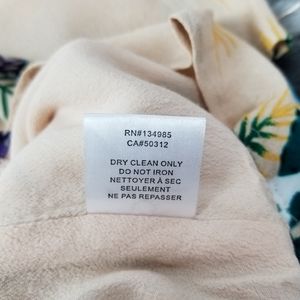 RN#134985
CA#50312
DRY CLEAN ONLY
DO NOT IRON
NETTOYER À SEC
SEULEMENT
NE PAS REPASSER